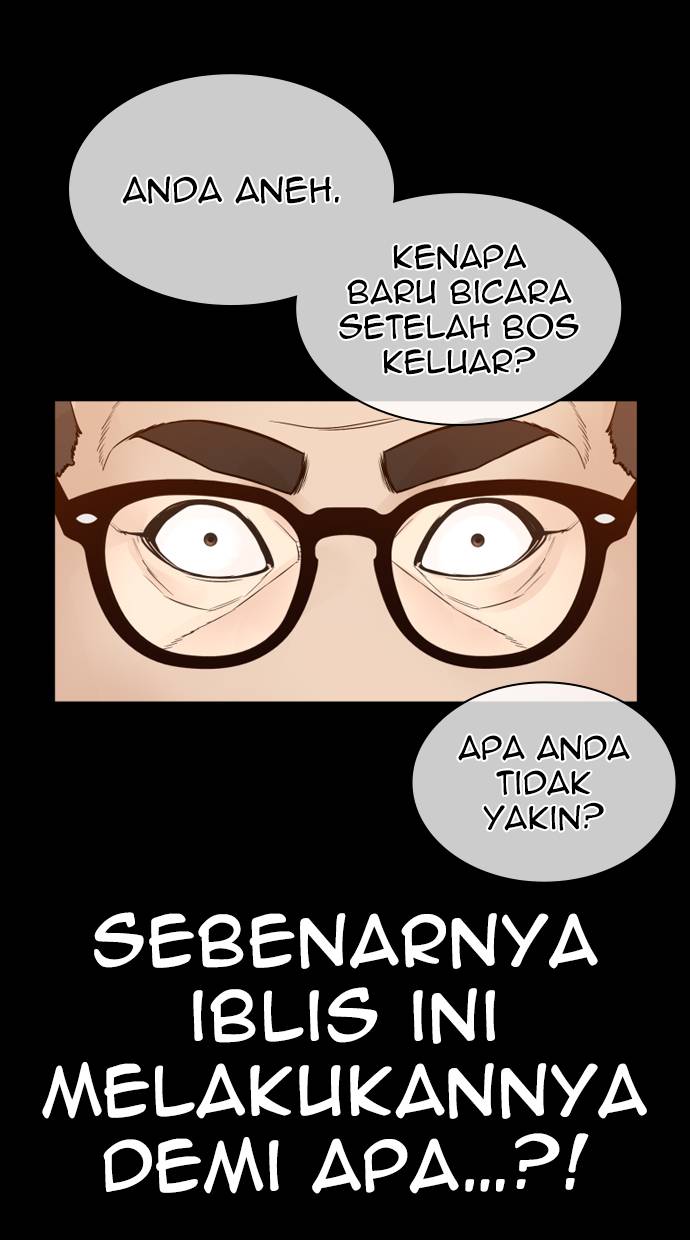 ANDA ANEH.
KENAPA
BARU BICARA
SETELAH BOS
KELUAR?
APA ANDA
TIDAK
YAKIN?
SEBENARNYA
IBLIS INI
MELAKUKANNYA
DEMI APA...?!